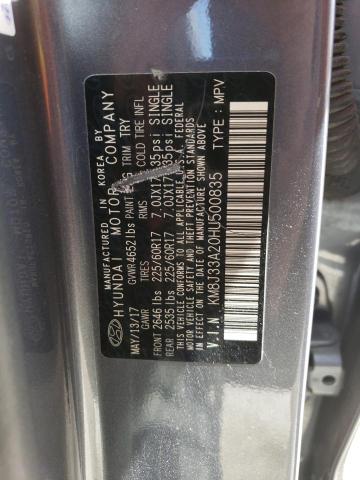 MANUFACTURED IN KOREA BY
HYUNDAI MOTOR COMPANY
MAY/13/17 GVWR 4652 lbs PAINT TRIM TRY
GAWR TIRES RIMS COLD TIRE INFL
FRONT 2646 lbs 225/60R17 7.0JX17 35psi SINGLE
REAR 2535 lbs 225/60R17 7.0JX17 35psi SINGLE
THIS VEHICLE CONFORMS TO ALL APPLICABLE FEDERAL
MOTOR VEHICLE SAFETY AND THEFT PREVENTION STANDARDS
IN EFFECT ON THE DATE OF MANUFACTURE SHOWN ABOVE.
V.I.N. : KM8J33A20HU500835 TYPE : MPV